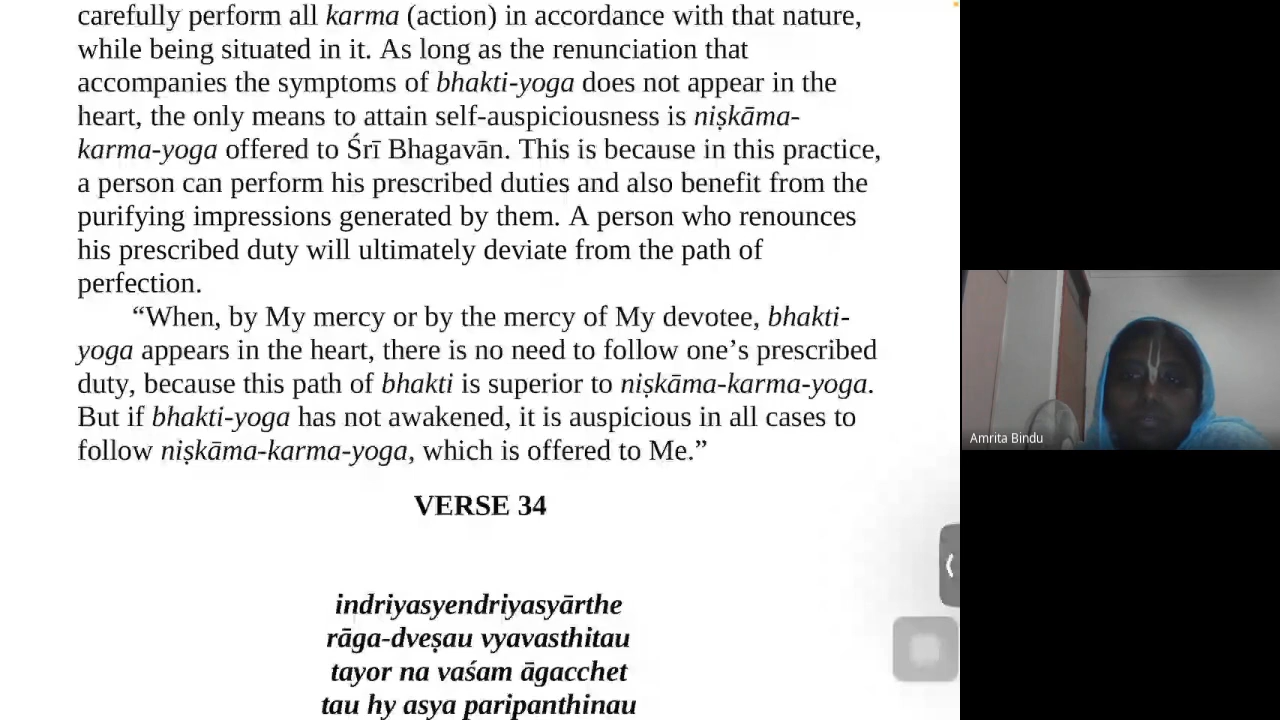 carefully perform all karma (action) in accordance with that nature,
while being situated in it. As long as the renunciation that
accompanies the symptoms of bhakti-yoga does not appear in the
heart, the only means to attain self-auspiciousness is niṣkāma-
karma-yoga offered to Śrī Bhagavān. This is because in this practice,
a person can perform his prescribed duties and also benefit from the
purifying impressions generated by them. A person who renounces
his prescribed duty will ultimately deviate from the path of
perfection.
“When, by My mercy or by the mercy of My devotee, bhakti-
yoga appears in the heart, there is no need to follow one’s prescribed
duty, because this path of bhakti is superior to niṣkāma-karma-yoga.
But if bhakti-yoga has not awakened, it is auspicious in all cases to
follow niṣkāma-karma-yoga, which is offered to Me.”
VERSE 34
indriyasyendriyasyārthe
rāga-dveṣau vyavasthitau
tayor na vaśam āgacchet
tau hy asya paripanthinau
Amrita Bindu